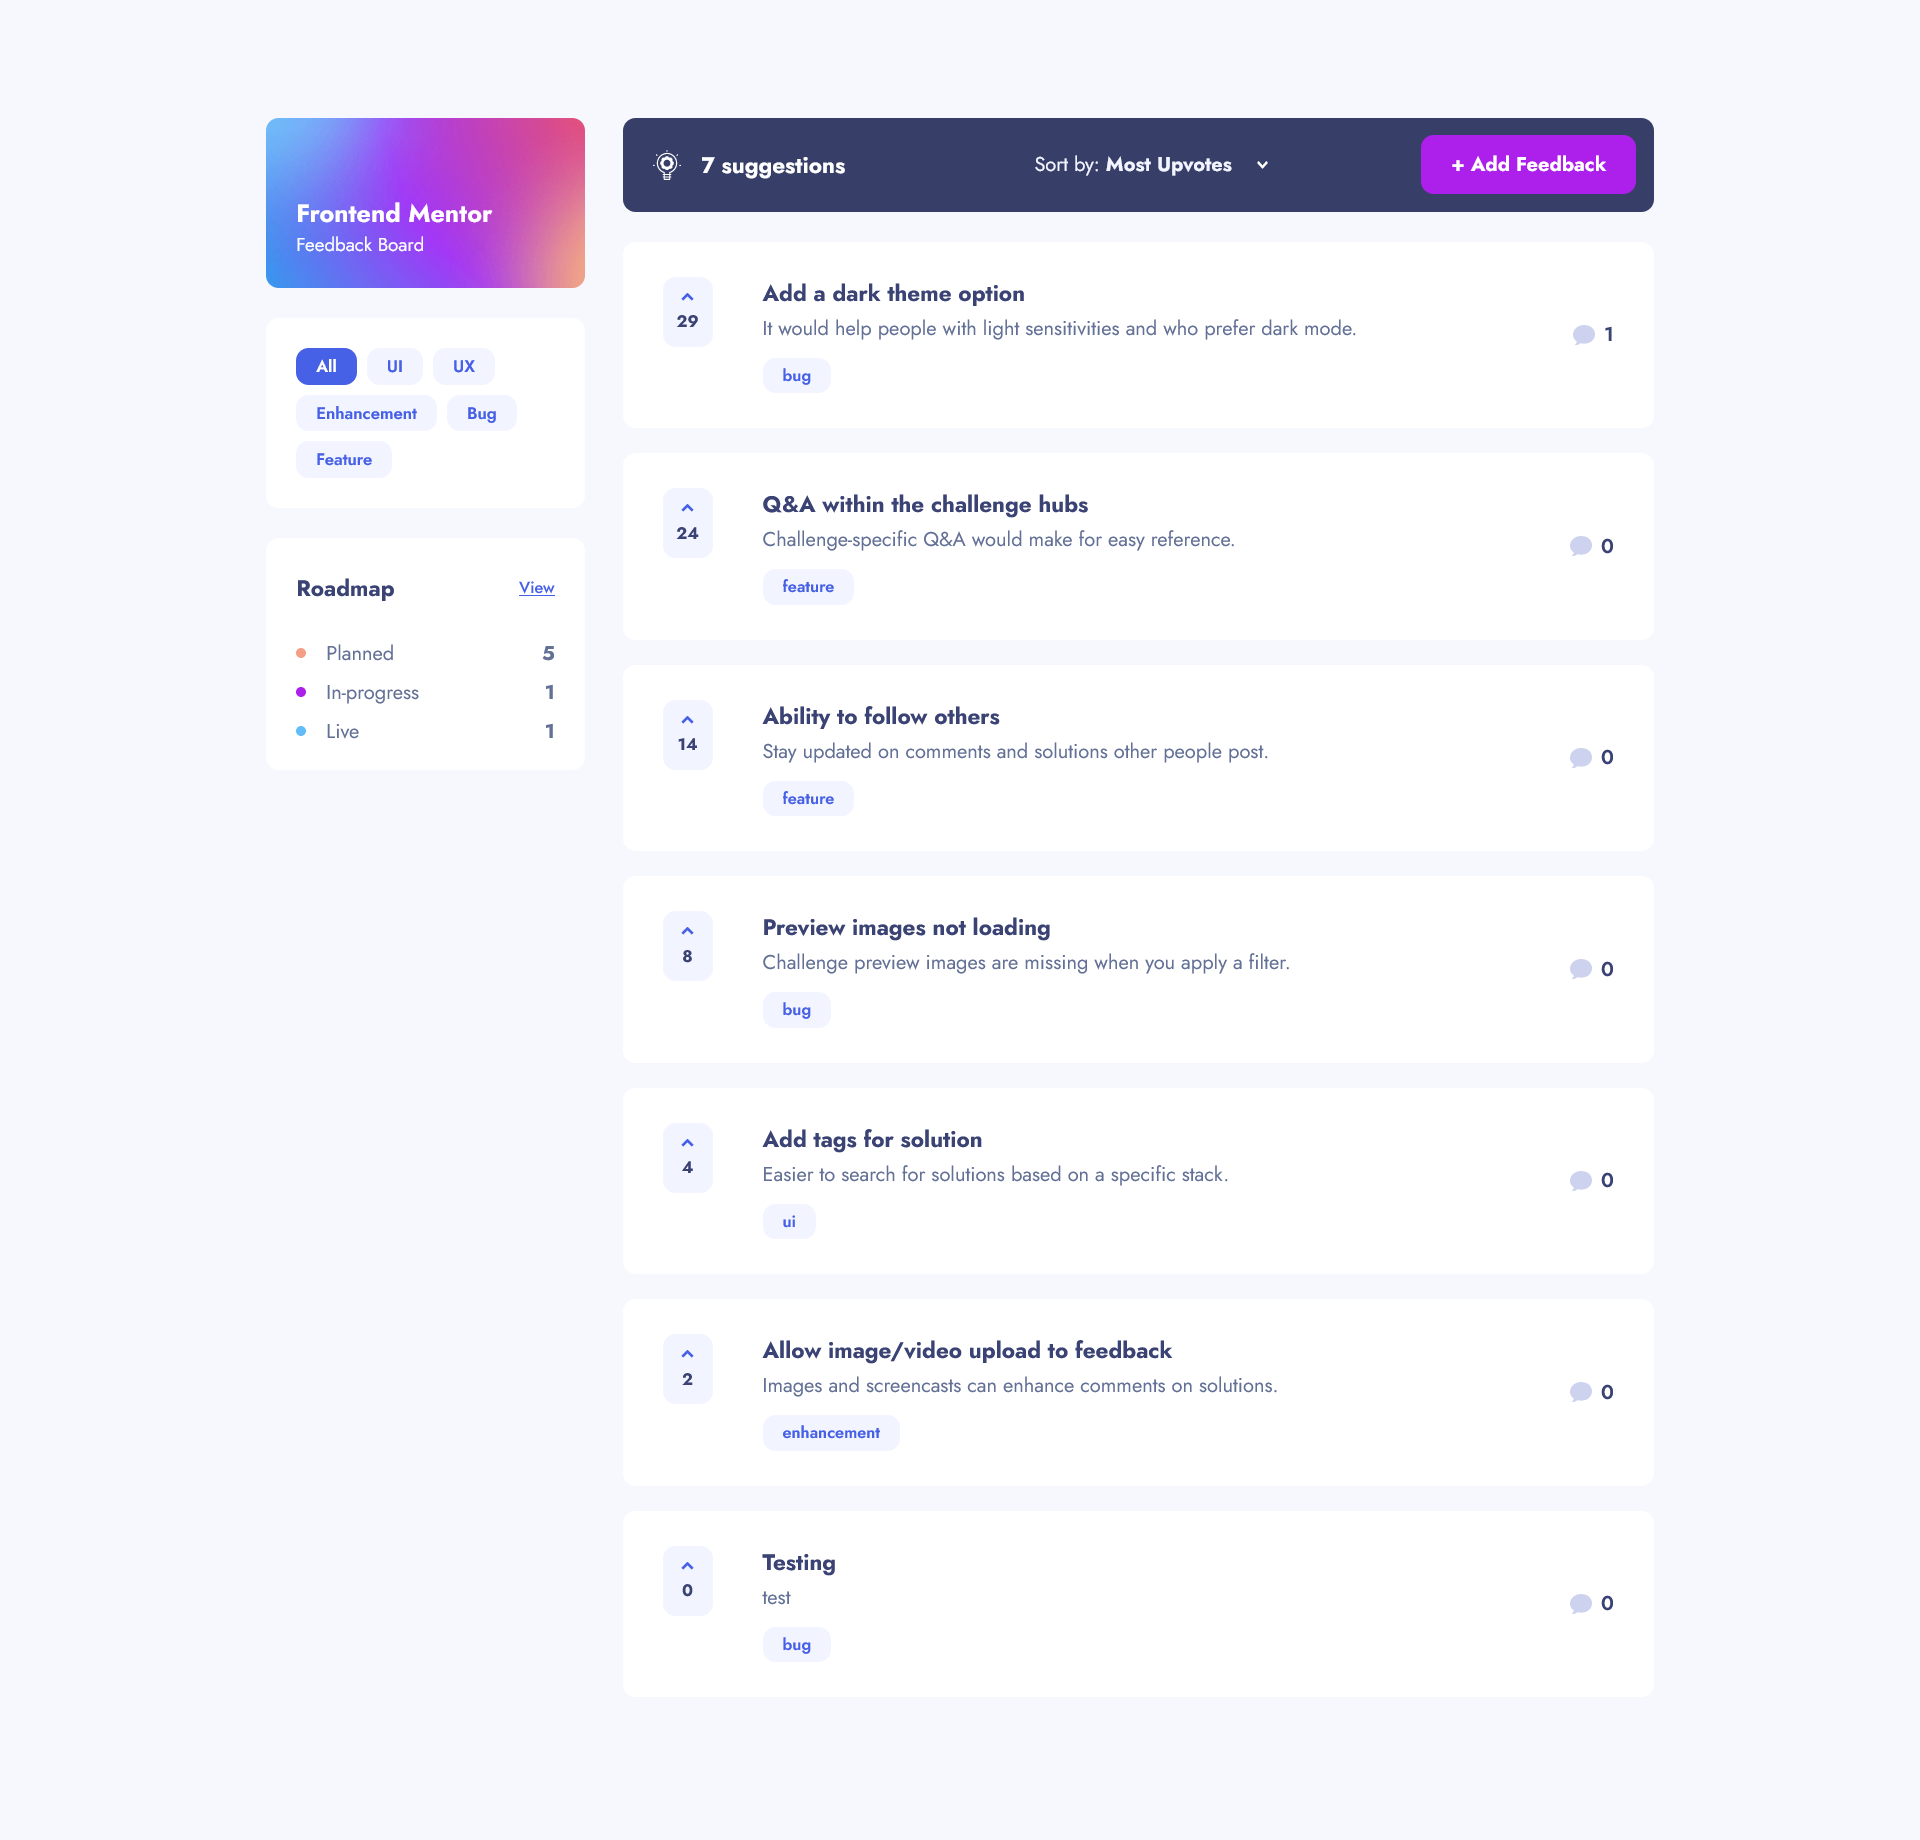 Frontend Mentor
Feedback Board
All
UI
UX
Enhancement
Bug
Feature
Roadmap
View
Planned
5
In-progress
1
Live
1
7 suggestions
Sort by: Most Upvotes
+ Add Feedback
29
Add a dark theme option
It would help people with light sensitivities and who prefer dark mode.
bug
1
24
Q&A within the challenge hubs
Challenge-specific Q&A would make for easy reference.
feature
0
14
Ability to follow others
Stay updated on comments and solutions other people post.
feature
0
8
Preview images not loading
Challenge preview images are missing when you apply a filter.
bug
0
4
Add tags for solution
Easier to search for solutions based on a specific stack.
ui
0
2
Allow image/video upload to feedback
Images and screencasts can enhance comments on solutions.
enhancement
0
0
Testing
test
bug
0